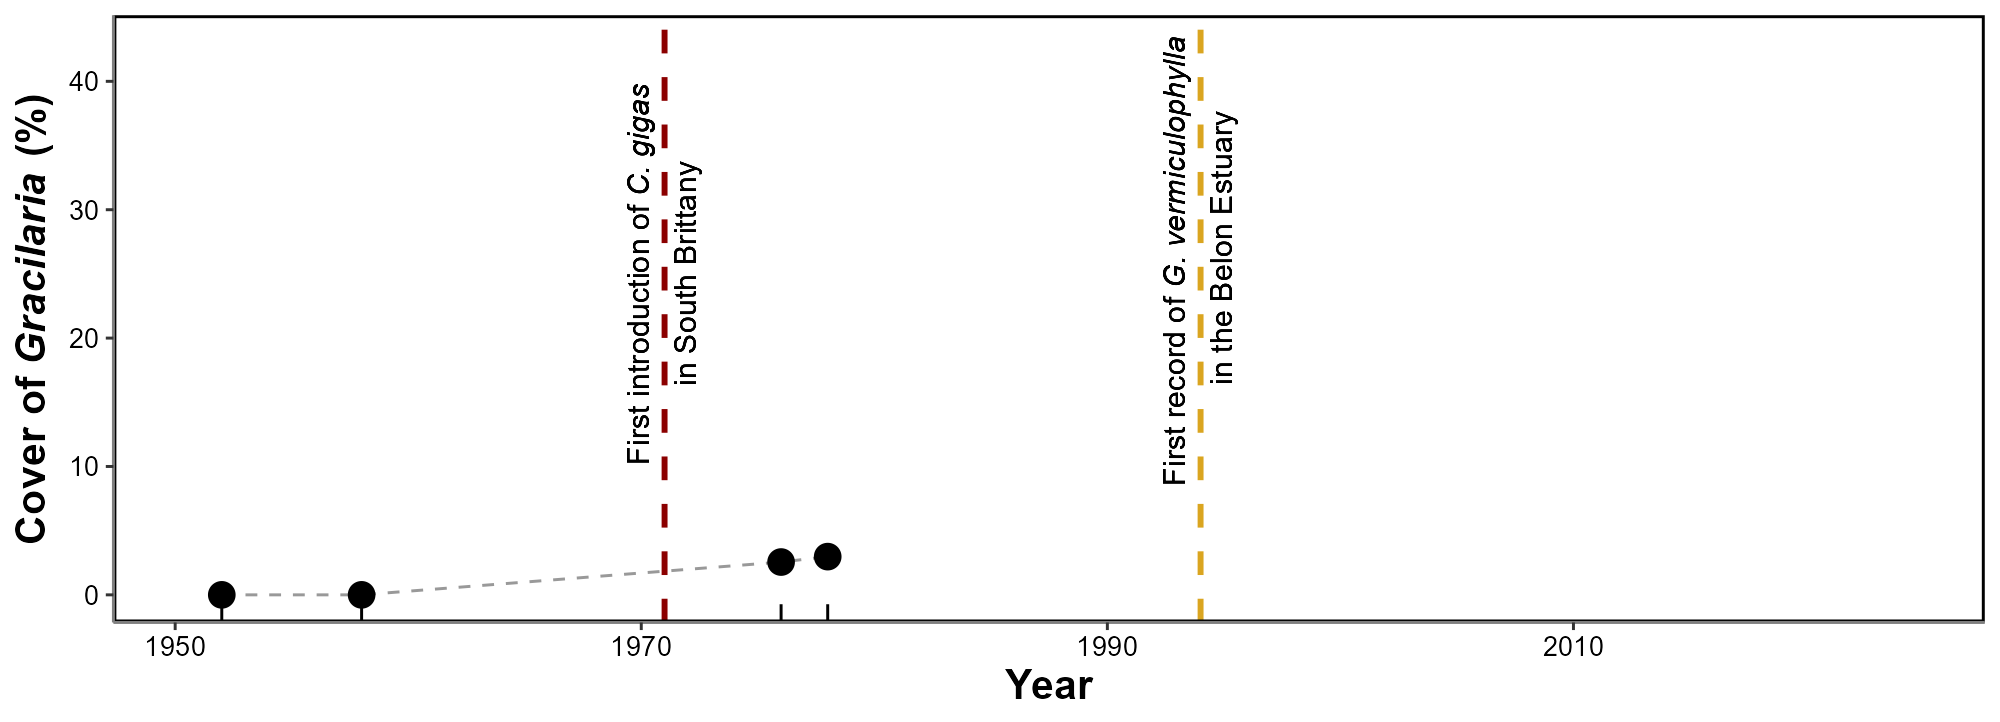 Cover of Gracilaria (%)
40
30
20
10
0
First introduction of C. gigas
in South Brittany
First record of G. vermiculophylla
in the Belon Estuary
1950
1970
1990
2010
Year